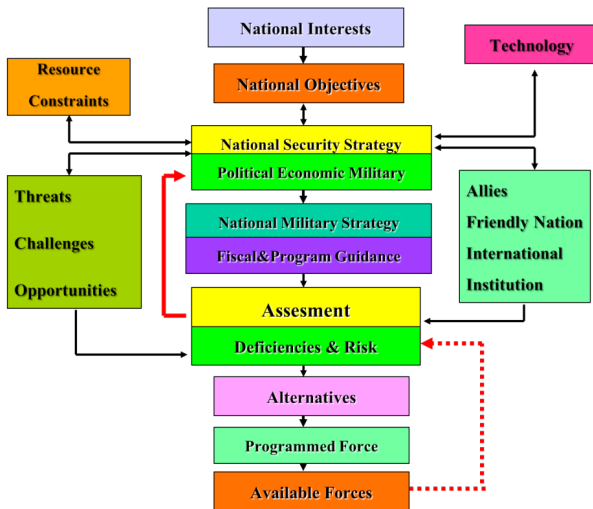 National Interests
Technology
Resource
Constraints
National Objectives
National Security Strategy
Political Economic Military
Threats
Challenges
Opportunities
Allies
Friendly Nation
International
Institution
National Military Strategy
Fiscal&Program Guidance
Assesment
Deficiencies & Risk
Alternatives
Programmed Force
Available Forces